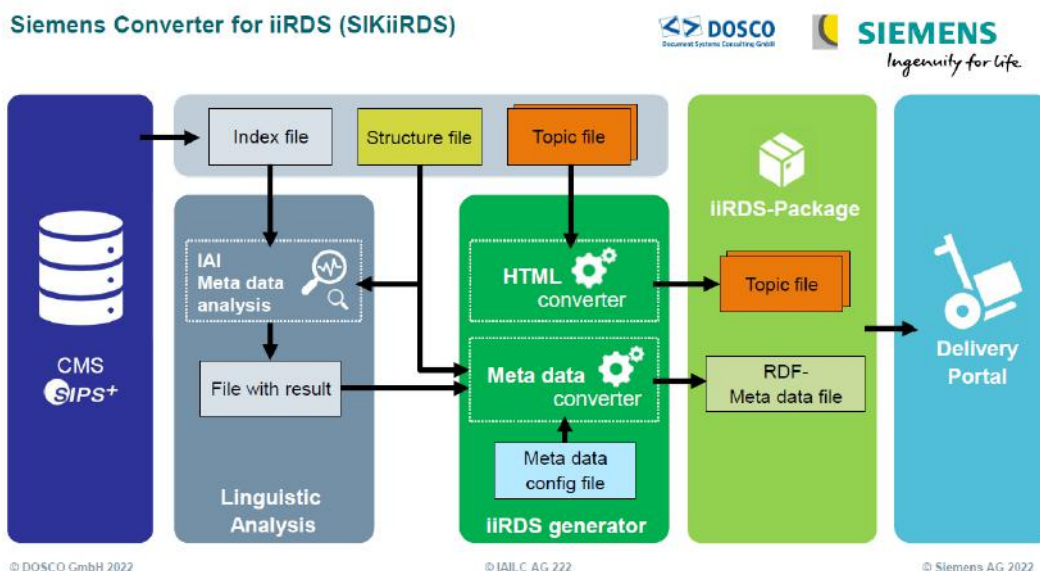 Siemens Converter for iiRDS (SIKiiRDS)
DOSCO
Document Systems Consulting GmbH
SIEMENS
Ingenuity for life
Index file
Structure file
Topic file
iiRDS-Package
IAI
Meta data
analysis
HTML
converter
Topic file
CMS
SIPS+
File with result
Meta data
converter
RDF-
Meta data file
Delivery
Portal
Meta data
config file
Linguistic
Analysis
iiRDS generator
© DOSCO GmbH 2022
© IAILC AG 222
© Siemens AG 2022